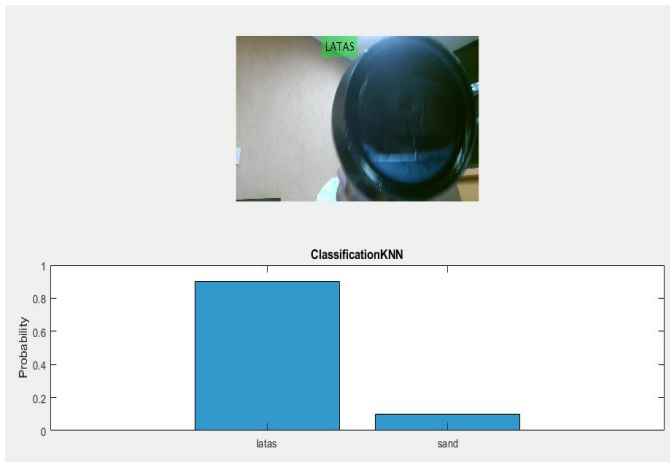 LATAS
ClassificationKNN
Probability
1
0.8
0.6
0.4
0.2
0
latas
sand